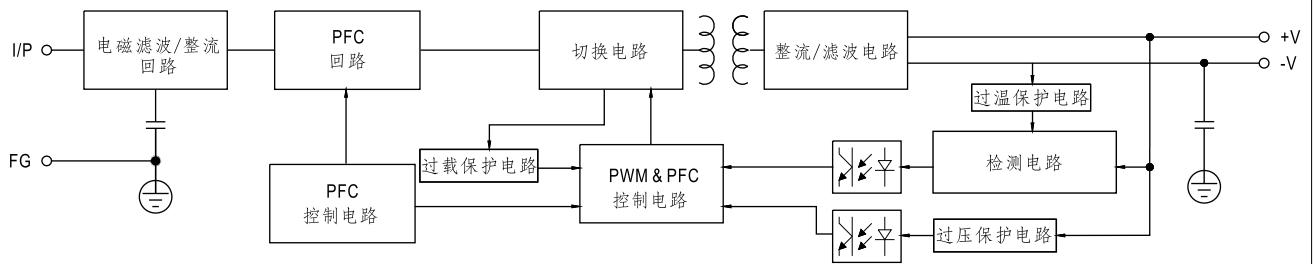 I/P
电磁滤波/整流
回路
PFC
回路
切换电路
整流/滤波电路
+V
-V
过温保护电路
FG
过载保护电路
PWM & PFC
控制电路
检测电路
PFC
控制电路
过压保护电路